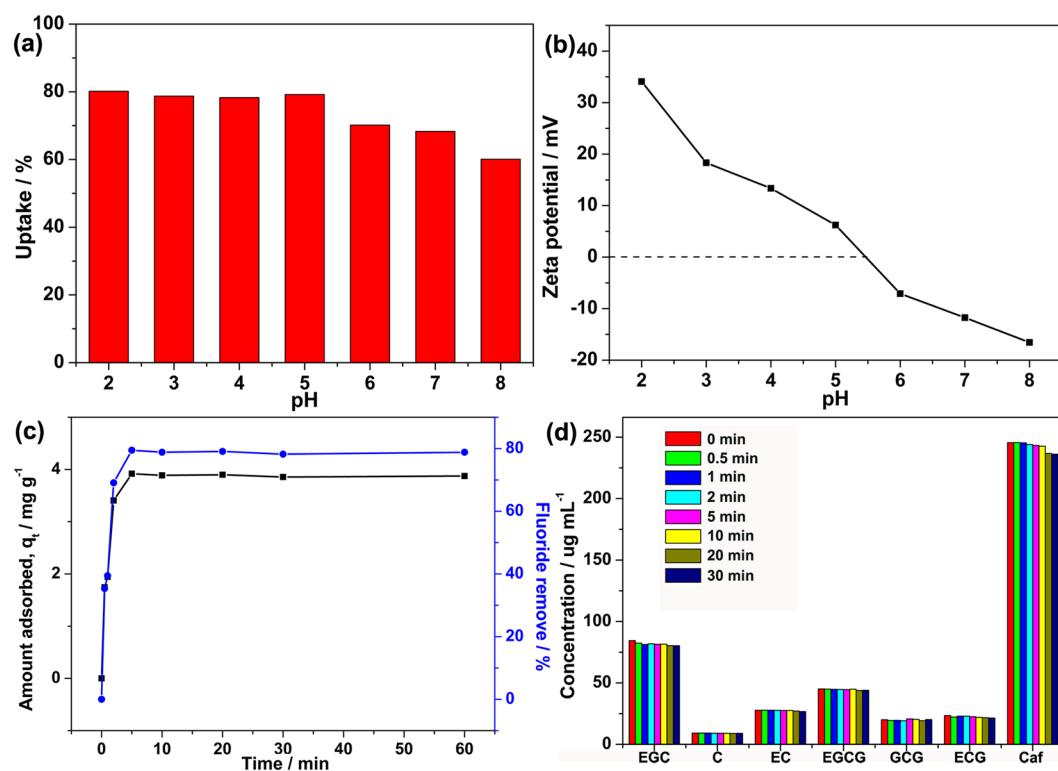 (a)
100
80
60
40
20
0
Uptake / %
2 3 4 5 6 7 8
pH
(b)
40
30
20
10
0
-10
-20
Zeta potential / mV
2 3 4 5 6 7 8
pH
(c)
4
2
0
Amount adsorbed, qt / mg g-1
80
60
40
20
0
Fluoride remove / %
0 10 20 30 40 50 60
Time / min
(d)
250
200
150
100
50
0
Concentration / ug mL-1
0 min
0.5 min
1 min
2 min
5 min
10 min
20 min
30 min
EGC C EC EGCG GCG ECG Caf